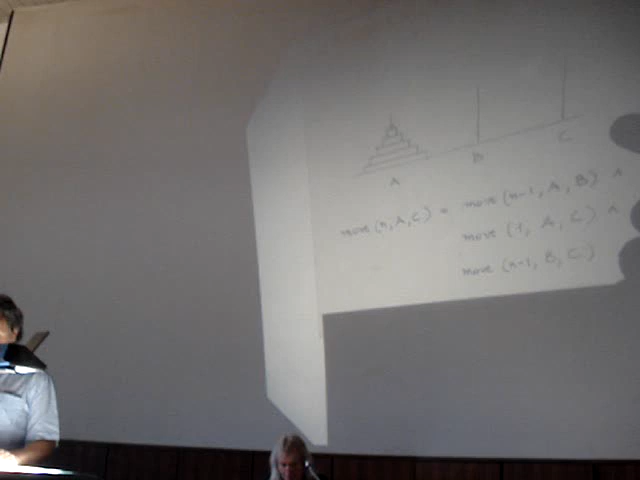 A B C
move (n, A, C) = move (n-1, A, B) ∧
move (1, A, C) ∧
move (n-1, B, C)